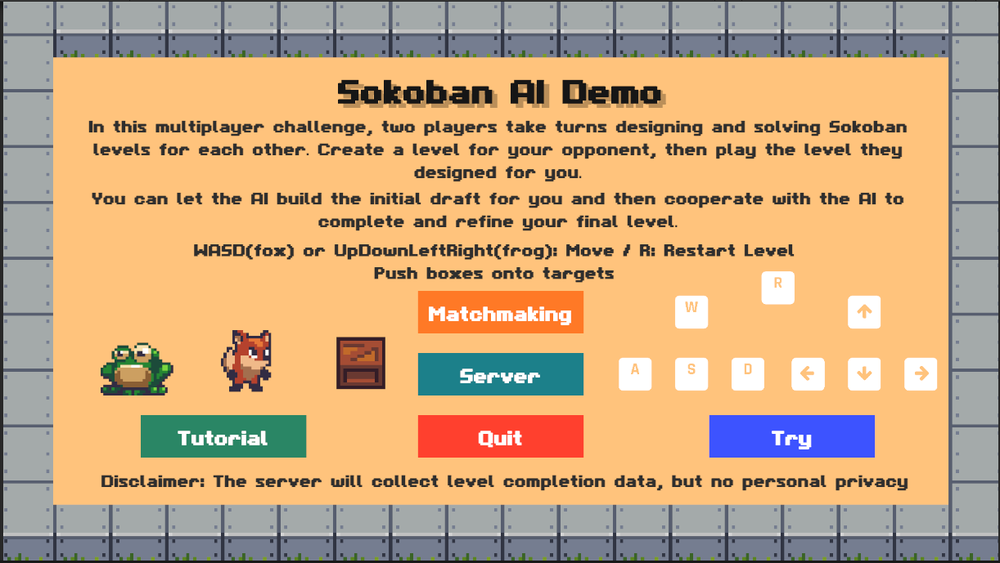 Sokoban AI Demo
In this multiplayer challenge, two players take turns designing and solving Sokoban
levels for each other. Create a level for your opponent, then play the level they
designed for you.
You can let the AI build the initial draft for you and then cooperate with the AI to
complete and refine your final level.
WASD(fox) or UpDownLeftRight(frog): Move / R: Restart Level
Push boxes onto targets
R
W
↑
Matchmaking
A
S
D
←
↓
→
Server
Tutorial
Quit
Try
Disclaimer: The server will collect level completion data, but no personal privacy